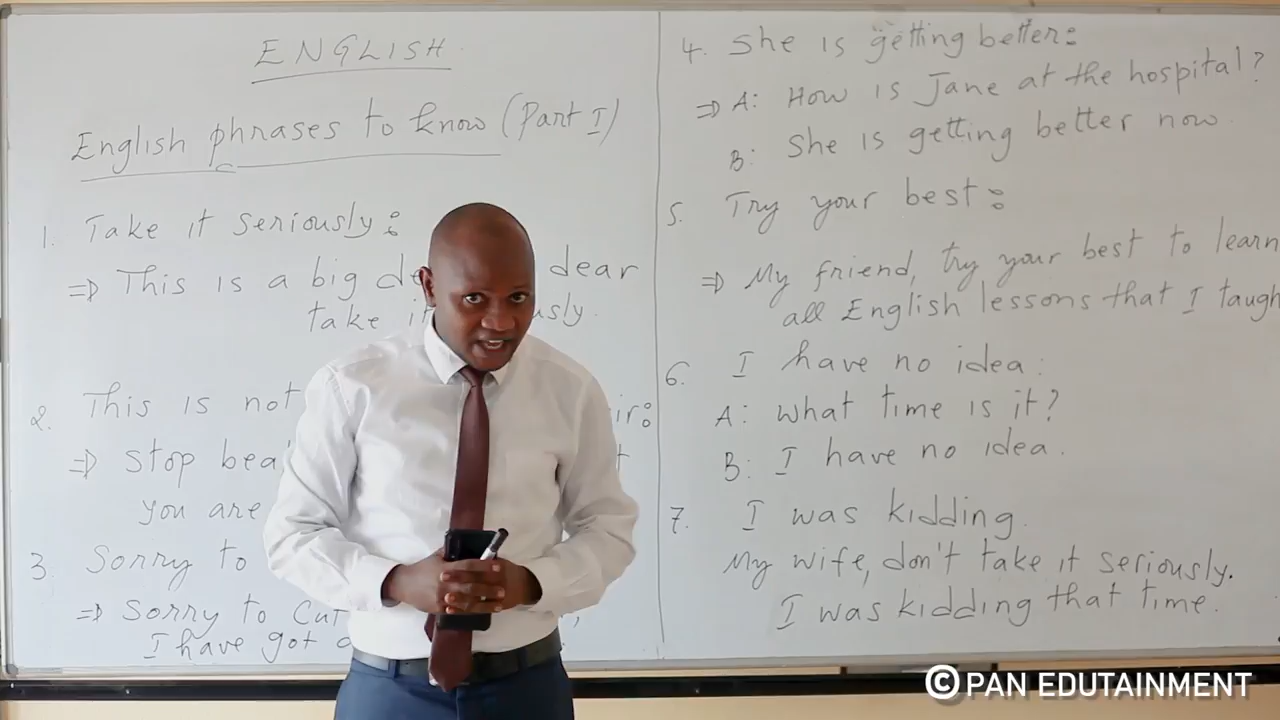 ENGLISH
English phrases to know (Part I)
1. Take it seriously:
⇒ This is a big dear
take it
2. This is not
⇒ Stop
you are
3. Sorry to
⇒ Sorry to Cut
I have got
4. She is getting better:
⇒ A: How is Jane at the hospital?
B: She is getting better now.
5. Try your best:
⇒ My friend, try your best to learn
all English lessons that I
6. I have no idea:
A: What time is it?
B: I have no idea.
7. I was kidding.
My wife, don't take it seriously.
I was kidding that time.
© PAN EDUTAINMENT